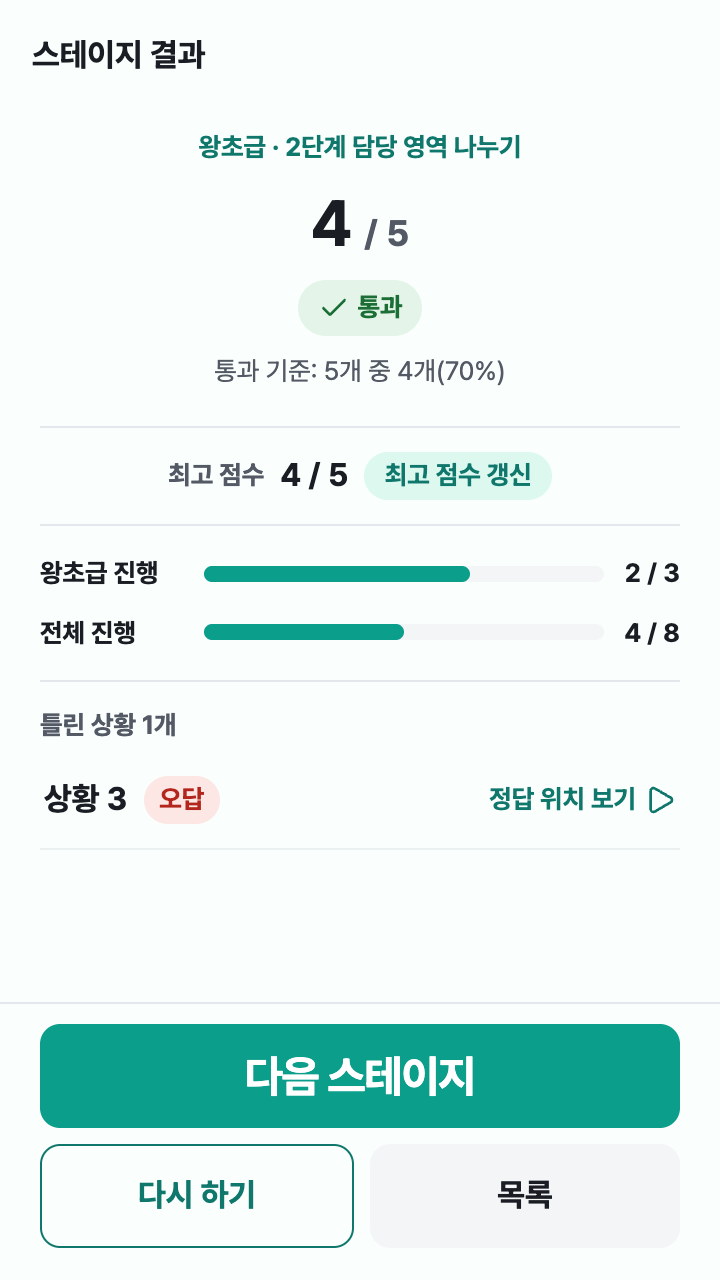 스테이지 결과
왕초급 · 2단계 담당 영역 나누기
4 / 5
통과
통과 기준: 5개 중 4개(70%)
최고 점수 4 / 5 최고 점수 갱신
왕초급 진행 2 / 3
전체 진행 4 / 8
틀린 상황 1개
상황 3 오답 정답 위치 보기
다음 스테이지
다시 하기 목록